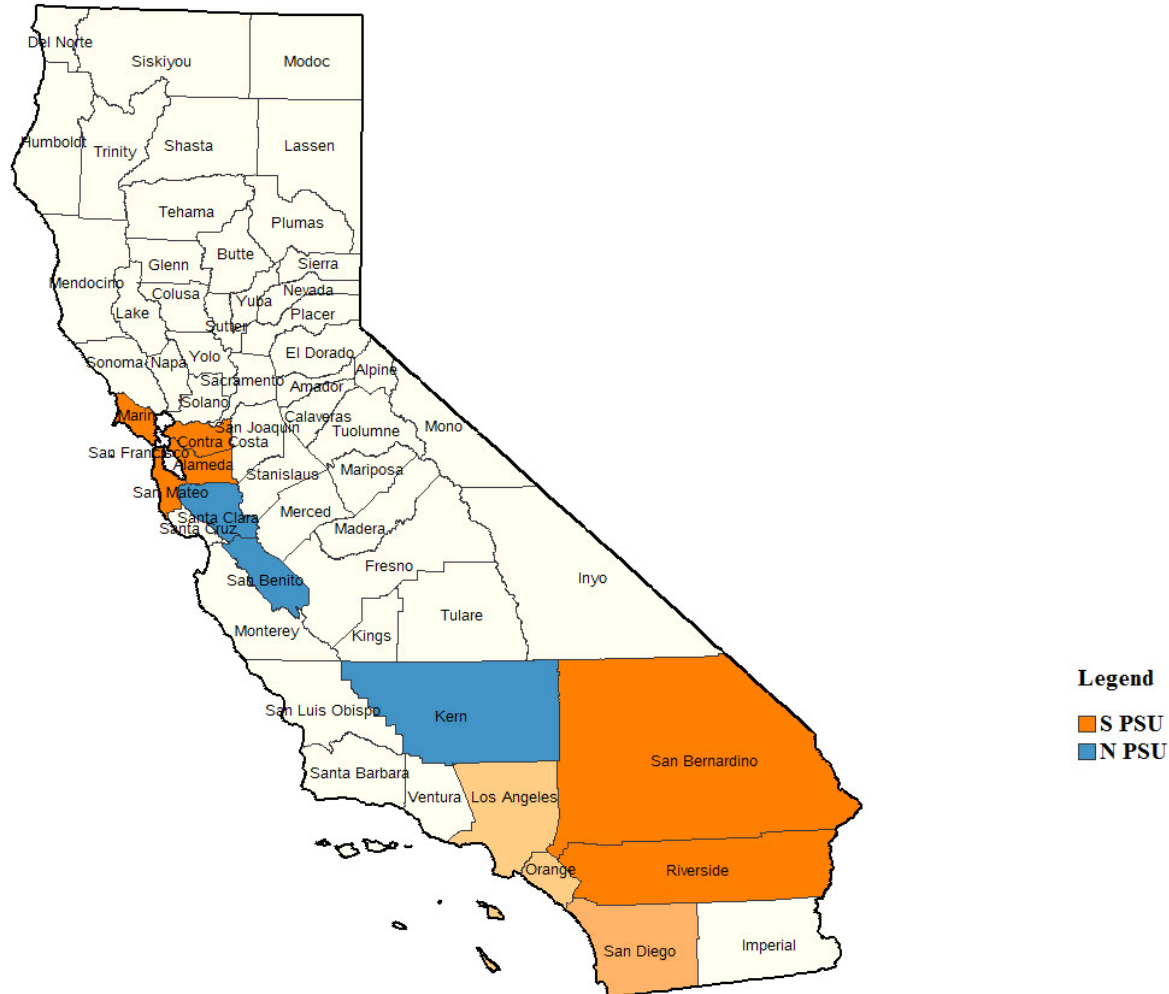 Del Norte
Siskiyou
Modoc
Humboldt
Trinity
Shasta
Lassen
Tehama
Plumas
Butte
Glenn
Sierra
Mendocino
Colusa
Nevada
Yuba
Lake
Placer
Sutter
El Dorado
Sonoma
Napa
Yolo
Alpine
Sacramento
Amador
Solano
Marin
Calaveras
San Joaquin
Mono
Tuolumne
Contra Costa
San Francisco
Alameda
Mariposa
Stanislaus
San Mateo
Merced
Santa Clara
Santa Cruz
Madera
Fresno
San Benito
Inyo
Tulare
Monterey
Kings
San Luis Obispo
Kern
San Bernardino
Santa Barbara
Ventura
Los Angeles
Orange
Riverside
San Diego
Imperial
Legend
S PSU
N PSU